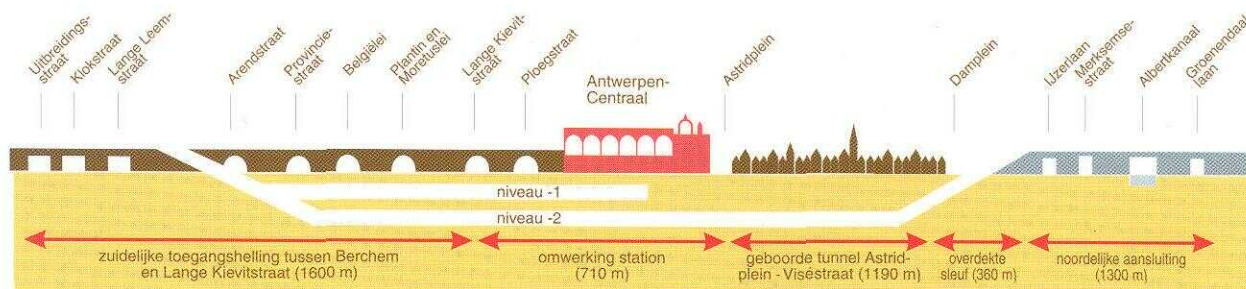 Uitbreidings-
straat
Klokstraat
Lange Leem-
straat
Arendstraat
Provincie-
straat
Belgiëlei
Plantin en
Moretuslei
Lange Kievit-
straat
Ploegstraat
Antwerpen-
Centraal
Astridplein
Damplein
IJzerlaan
Merksemse-
straat
Albertkanaal
Groenendaal
laan
niveau -1
niveau -2
zuidelijke toegangshelling tussen Berchem
en Lange Kievitstraat (1600 m)
omwerking station
(710 m)
geboorde tunnel Astrid-
plein - Viséstraat (1190 m)
overdekte
sleuf (360 m)
noordelijke aansluiting
(1300 m)